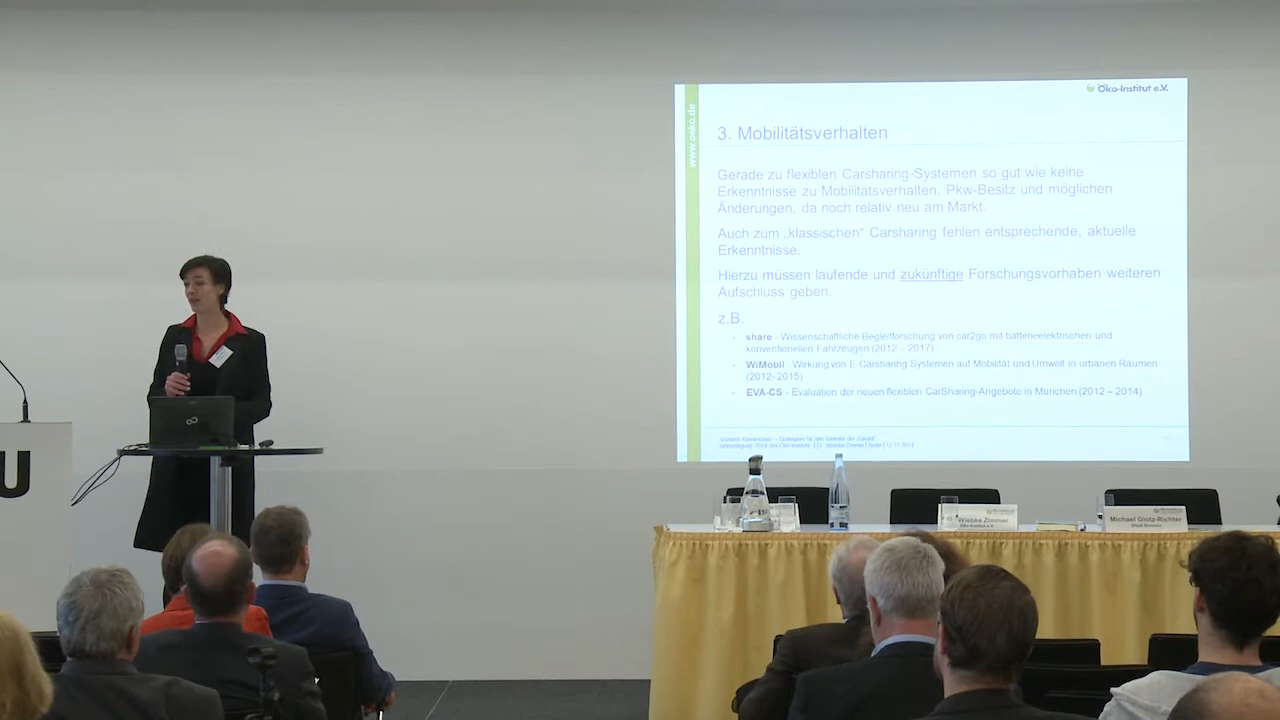 Öko-Institut e.V.
www.oeko.de
3. Mobilitätsverhalten
Gerade zu flexiblen Carsharing-Systemen so gut wie keine
Erkenntnisse zu Mobilitätsverhalten, Pkw-Besitz und möglichen
Änderungen, da noch relativ neu am Markt.
Auch zum „klassischen“ Carsharing fehlen entsprechende, aktuelle
Erkenntnisse.
Hierzu müssen laufende und zukünftige Forschungsvorhaben weiteren
Aufschluss geben.
z.B.
share - Wissenschaftliche Begleitforschung von car2go mit batterieelektrischen und
konventionellen Fahrzeugen (2012 – 2017)
WiMobil - Wirkung von E-Carsharing Systemen auf Mobilität und Umwelt in urbanen Räumen
(2012- 2015)
EVA-CS - Evaluation der neuen flexiblen CarSharing-Angebote in München (2012 – 2014)
U
Wiebke Zimmer
Öko-Institut e.V.
Michael Glotz-Richter